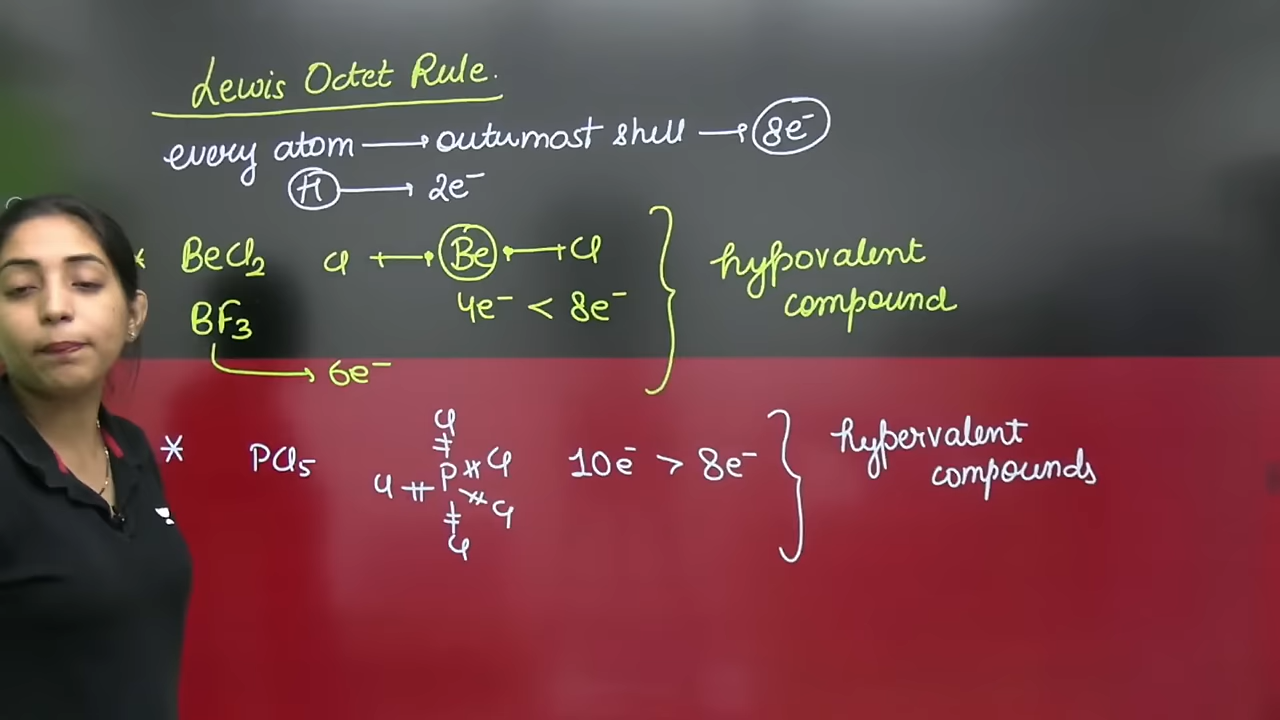 Lewis Octet Rule.
every atom → outumost shell → 8e⁻
H → 2e⁻
* BeCl2 Cl Be Cl
4e⁻ < 8e⁻
BF3
6e⁻
hypovalent
compound
* PCl5
Cl
Cl P Cl
Cl
Cl
10e⁻ > 8e⁻
hypervalent
compounds